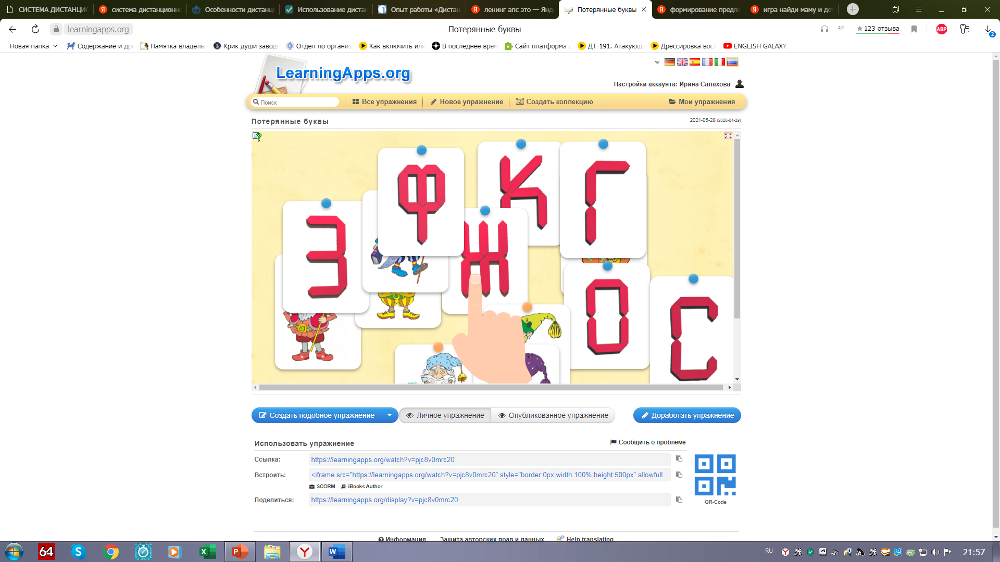 СИСТЕМА ДИСТАНЦИС
система дистанционно
Особенности дистанц
Использование диста
Опыт работы «Дистан
ленинг апс это — Янд
Потерянные буквы
формирование предло
игра найди маму и де
learningapps.org
Потерянные буквы
123 отзыва
ABP
2
Новая папка
Содержание и др
Памятка владель
Крик души завод
Отдел по органи
Как включить или
В последнее врем
Сайт платформа д
ДТ-191. Атакующ
Дрессировка вост
ENGLISH GALAXY
LearningApps.org
Настройки аккаунта: Ирина Салахова
Поиск
Все упражнения
Новое упражнение
Создать коллекцию
Мои упражнения
Потерянные буквы
2021-05-28 (2020-04-29)
Ф
К
Г
З
Ж
О
С
Создать подобное упражнение
Личное упражнение
Опубликованное упражнение
Доработать упражнение
Использовать упражнение
Сообщить о проблеме
Ссылка:
https://learningapps.org/watch?v=pjc8v0mrc20
Встроить:
<iframe src="https://learningapps.org/watch?v=pjc8v0mrc20" style="border:0px;width:100%;height:500px" allowfull
SCORM
iBooks Author
Поделиться:
https://learningapps.org/display?v=pjc8v0mrc20
QR-Code
Информация
Защита авторских прав и данных
Help translating
64
RU
21:57